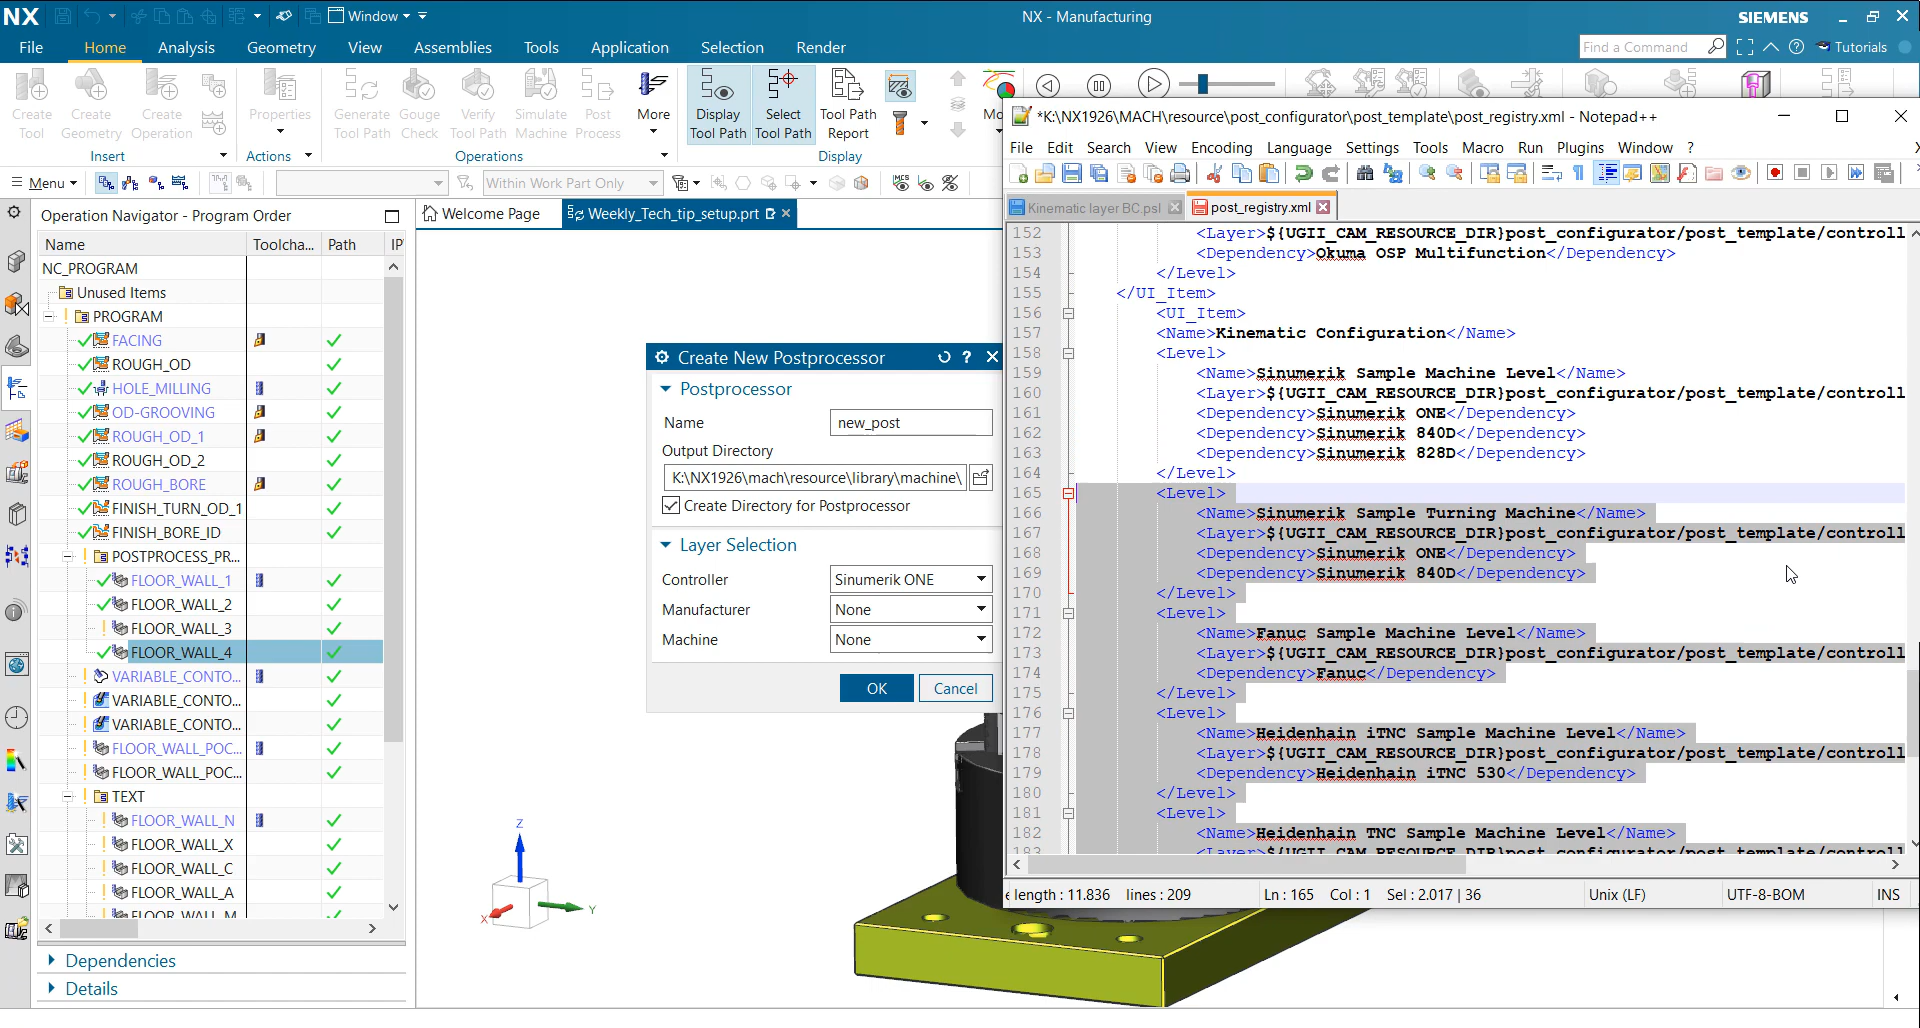 NX
Window
NX - Manufacturing
SIEMENS
File
Home
Analysis
Geometry
View
Assemblies
Tools
Application
Selection
Render
Find a Command
Tutorials
Create Tool
Create Geometry
Create Operation
Properties
Generate Tool Path
Gouge Check
Verify Tool Path
Simulate Machine
Post Process
More
Display Tool Path
Select Tool Path
Tool Path Report
Mo
Insert
Actions
Operations
Display
Menu
Within Work Part Only
Operation Navigator - Program Order
Welcome Page
Weekly_Tech_tip_setup.prt
Name Toolcha... Path IP
NC_PROGRAM
Unused Items
PROGRAM
FACING
ROUGH_OD
HOLE_MILLING
OD-GROOVING
ROUGH_OD_1
ROUGH_OD_2
ROUGH_BORE
FINISH_TURN_OD_1
FINISH_BORE_ID
POSTPROCESS_PR...
FLOOR_WALL_1
FLOOR_WALL_2
FLOOR_WALL_3
FLOOR_WALL_4
VARIABLE_CONTO...
VARIABLE_CONTO...
VARIABLE_CONTO...
FLOOR_WALL_POC...
FLOOR_WALL_POC...
TEXT
FLOOR_WALL_N
FLOOR_WALL_X
FLOOR_WALL_C
FLOOR_WALL_A
FLOOR_WALL_M
Dependencies
Details
Create New Postprocessor
?
Postprocessor
Name new_post
Output Directory
K:\NX1926\mach\resource\library\machine\
Create Directory for Postprocessor
Layer Selection
Controller Sinumerik ONE
Manufacturer None
Machine None
OK Cancel
Z
X
Y
*K:\NX1926\MACH\resource\post_configurator\post_template\post_registry.xml - Notepad++
File Edit Search View Encoding Language Settings Tools Macro Run Plugins Window ?
Kinematic layer BC.psl
post_registry.xml
152 <Layer>${UGII_CAM_RESOURCE_DIR}post_configurator/post_template/controll
153 <Dependency>Okuma OSP Multifunction</Dependency>
154 </Level>
155 </UI_Item>
156 <UI_Item>
157 <Name>Kinematic Configuration</Name>
158 <Level>
159 <Name>Sinumerik Sample Machine Level</Name>
160 <Layer>${UGII_CAM_RESOURCE_DIR}post_configurator/post_template/controll
161 <Dependency>Sinumerik ONE</Dependency>
162 <Dependency>Sinumerik 840D</Dependency>
163 <Dependency>Sinumerik 828D</Dependency>
164 </Level>
165 <Level>
166 <Name>Sinumerik Sample Turning Machine</Name>
167 <Layer>${UGII_CAM_RESOURCE_DIR}post_configurator/post_template/controll
168 <Dependency>Sinumerik ONE</Dependency>
169 <Dependency>Sinumerik 840D</Dependency>
170 </Level>
171 <Level>
172 <Name>Fanuc Sample Machine Level</Name>
173 <Layer>${UGII_CAM_RESOURCE_DIR}post_configurator/post_template/controll
174 <Dependency>Fanuc</Dependency>
175 </Level>
176 <Level>
177 <Name>Heidenhain iTNC Sample Machine Level</Name>
178 <Layer>${UGII_CAM_RESOURCE_DIR}post_configurator/post_template/controll
179 <Dependency>Heidenhain iTNC 530</Dependency>
180 </Level>
181 <Level>
182 <Name>Heidenhain TNC Sample Machine Level</Name>
183 <Layer>${UGII_CAM_RESOURCE_DIR}post_configurator/post_template/controll
e length : 11.836 lines : 209 Ln : 165 Col : 1 Sel : 2.017 | 36 Unix (LF) UTF-8-BOM INS